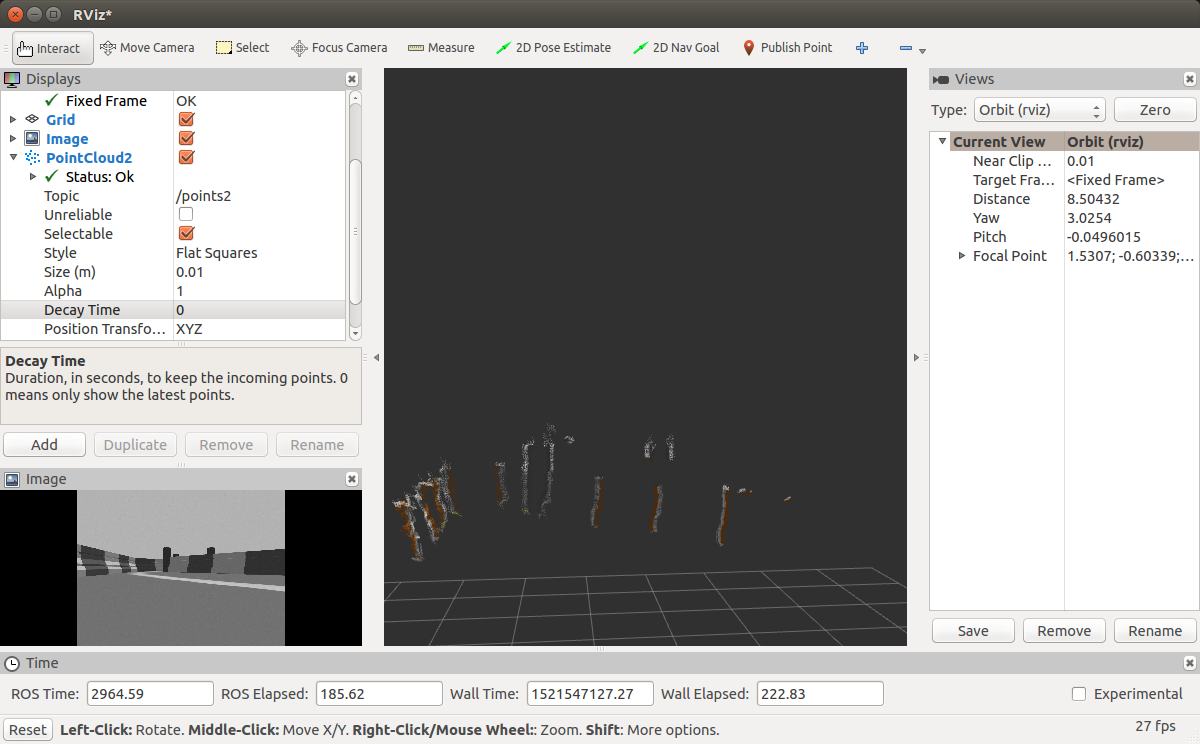 RViz*
Interact Move Camera Select Focus Camera Measure 2D Pose Estimate 2D Nav Goal Publish Point
Displays
Fixed Frame OK
Grid
Image
PointCloud2
Status: Ok
Topic /points2
Unreliable
Selectable
Style Flat Squares
Size (m) 0.01
Alpha 1
Decay Time 0
Position Transfo... XYZ
Decay Time
Duration, in seconds, to keep the incoming points. 0
means only show the latest points.
Add Duplicate Remove Rename
Image
Views
Type: Orbit (rviz) Zero
Current View Orbit (rviz)
Near Clip ... 0.01
Target Fra... <Fixed Frame>
Distance 8.50432
Yaw 3.0254
Pitch -0.0496015
Focal Point 1.5307; -0.60339;...
Save Remove Rename
Time
ROS Time: 2964.59 ROS Elapsed: 185.62 Wall Time: 1521547127.27 Wall Elapsed: 222.83 Experimental
Reset Left-Click: Rotate. Middle-Click: Move X/Y. Right-Click/Mouse Wheel:: Zoom. Shift: More options. 27 fps